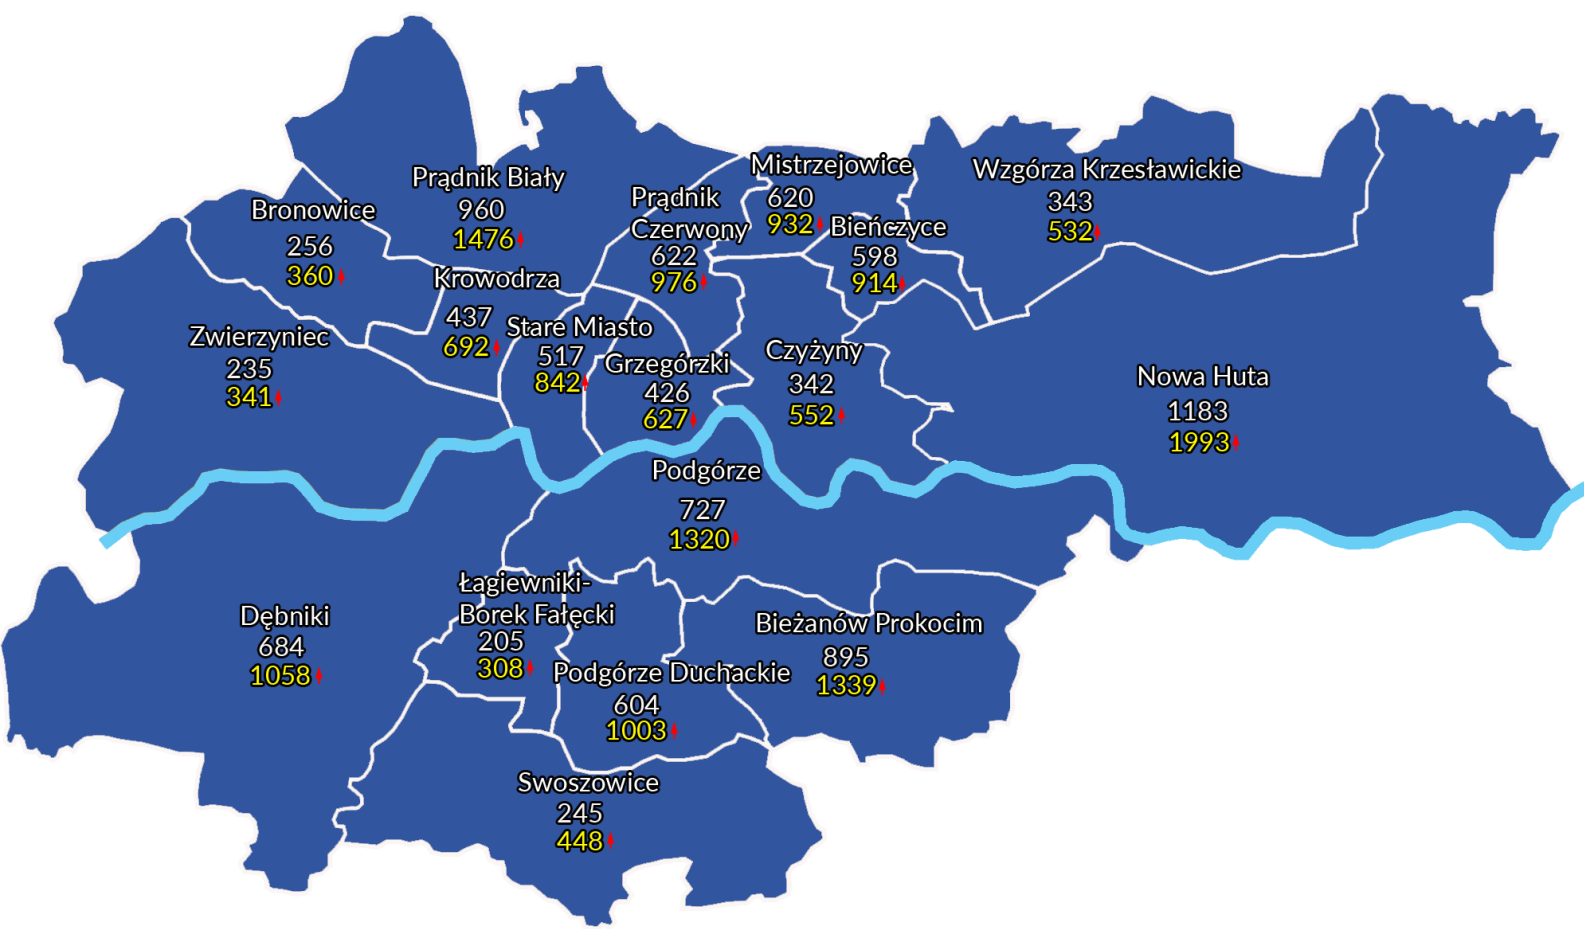 Prądnik Biały
960
1476
Mistrzejowice
620
932
Wzgórza Krzesławickie
343
532
Bronowice
256
360
Prądnik
Czerwony
622
976
Bieńczyce
598
914
Krowodrza
437
692
Zwierzyniec
235
341
Stare Miasto
517
842
Grzegórzki
426
627
Czyżyny
342
552
Nowa Huta
1183
1993
Podgórze
727
1320
Dębniki
684
1058
Łagiewniki-
Borek Fałęcki
205
308
Podgórze Duchackie
604
1003
Bieżanów Prokocim
895
1339
Swoszowice
245
448